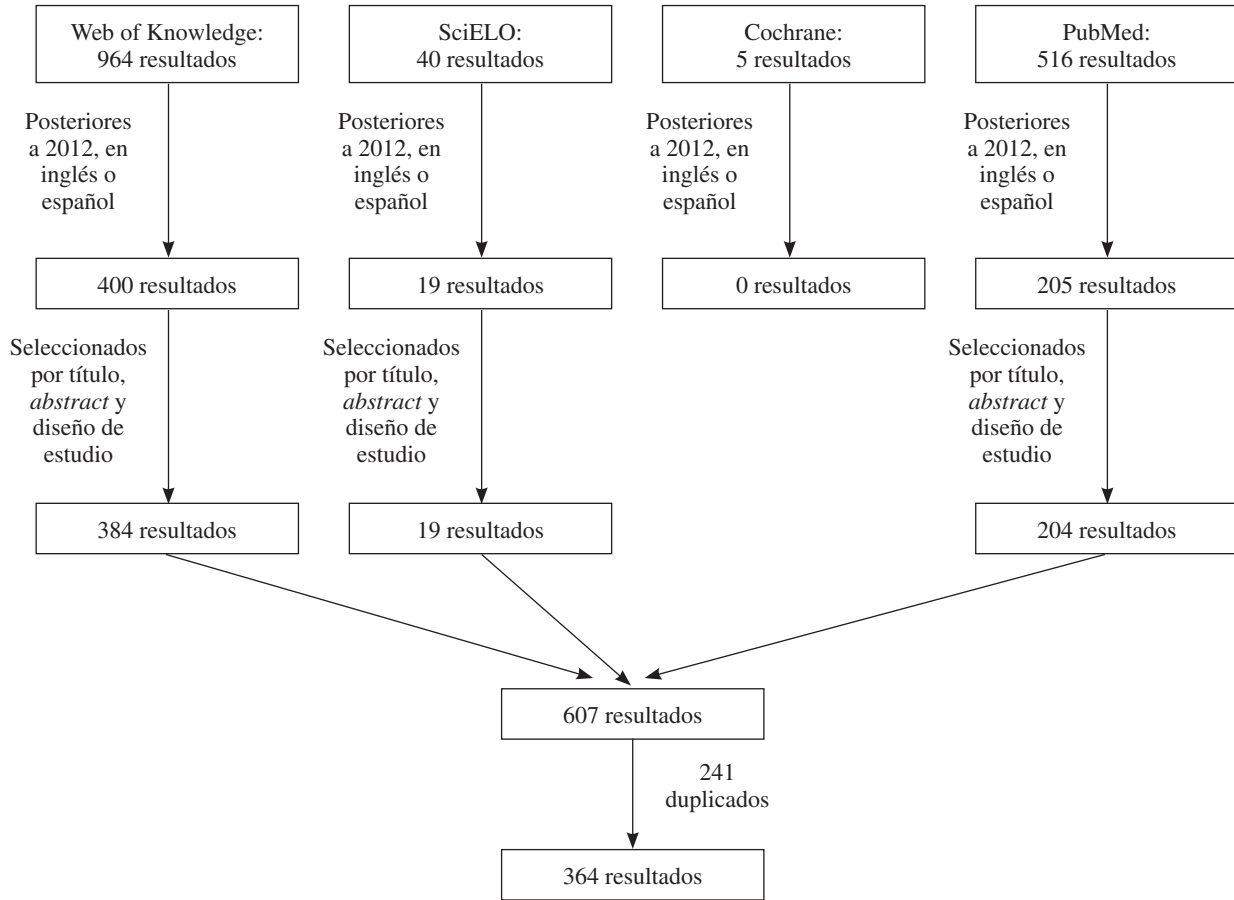 Web of Knowledge:
964 resultados
SciELO:
40 resultados
Cochrane:
5 resultados
PubMed:
516 resultados
Posteriores
a 2012, en
inglés o
español
Posteriores
a 2012, en
inglés o
español
Posteriores
a 2012, en
inglés o
español
Posteriores
a 2012, en
inglés o
español
400 resultados
19 resultados
0 resultados
205 resultados
Seleccionados
por título,
abstract y
diseño de
estudio
Seleccionados
por título,
abstract y
diseño de
estudio
Seleccionados
por título,
abstract y
diseño de
estudio
384 resultados
19 resultados
204 resultados
607 resultados
241
duplicados
364 resultados